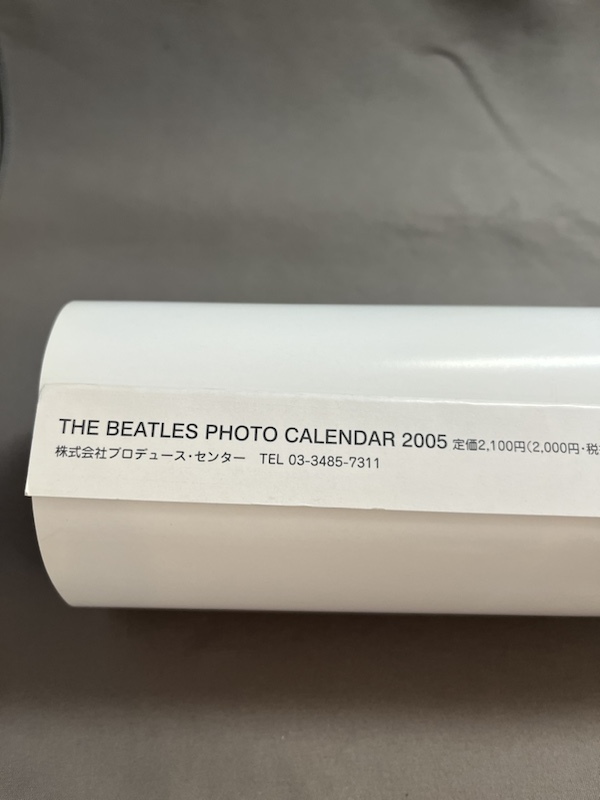 THE BEATLES PHOTO CALENDAR 2005 定価2,100円(2,000円・税
株式会社プロデュース・センター TEL 03-3485-7311